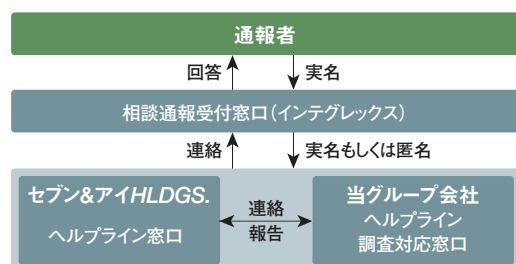 通報者
回答 実名
相談通報受付窓口(インテグレックス)
連絡 実名もしくは匿名
セブン&アイHLDGS.
ヘルプライン窓口
連絡
報告
当グループ会社
ヘルプライン
調査対応窓口